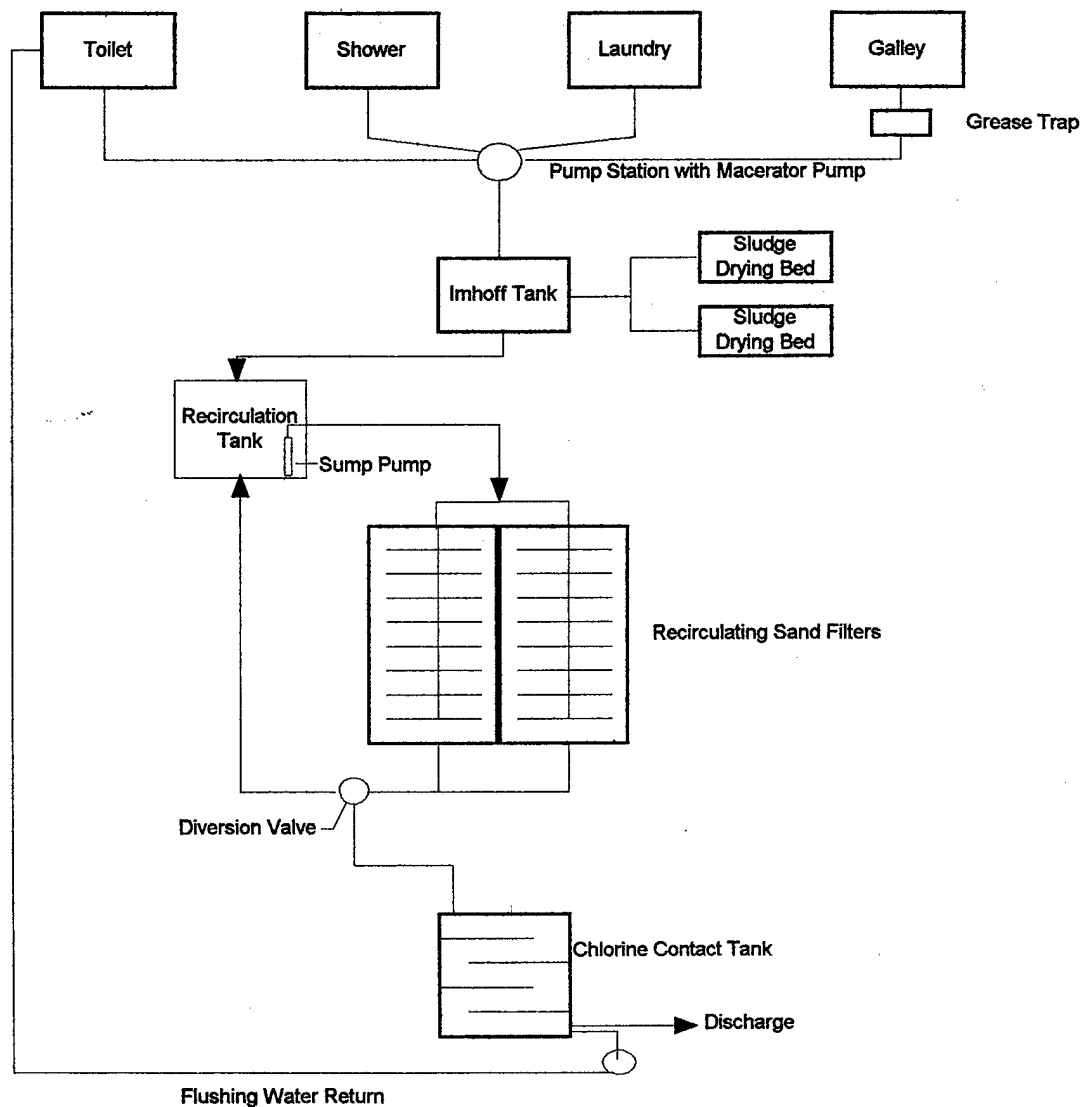 Toilet
Shower
Laundry
Galley
Grease Trap
Pump Station with Macerator Pump
Sludge
Drying Bed
Imhoff Tank
Sludge
Drying Bed
Recirculation
Tank
Sump Pump
Recirculating Sand Filters
Diversion Valve
Chlorine Contact Tank
Discharge
Flushing Water Return